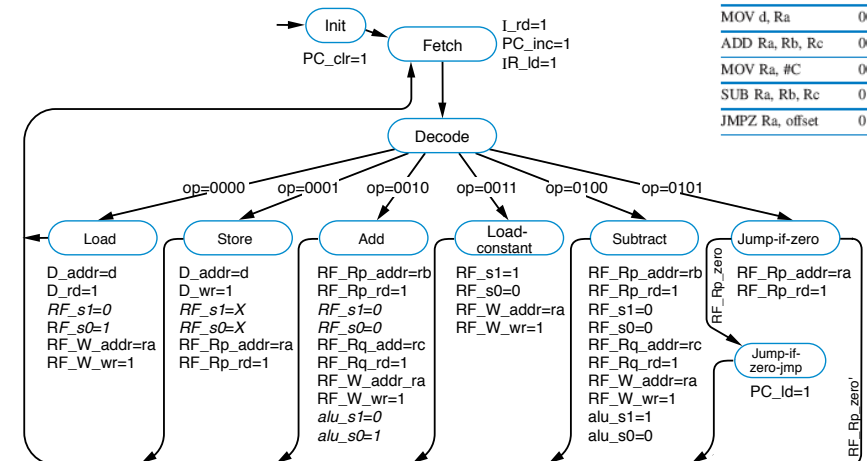 Init
PC_clr=1
Fetch
I_rd=1
PC_inc=1
IR_ld=1
MOV d, Ra 0
ADD Ra, Rb, Rc 0
MOV Ra, #C 0
SUB Ra, Rb, Rc 0
JMPZ Ra, offset 0
Decode
op=0000
op=0001
op=0010
op=0011
op=0100
op=0101
Load
D_addr=d
D_rd=1
RF_s1=0
RF_s0=1
RF_W_addr=ra
RF_W_wr=1
Store
D_addr=d
D_wr=1
RF_s1=X
RF_s0=X
RF_Rp_addr=ra
RF_Rp_rd=1
Add
RF_Rp_addr=rb
RF_Rp_rd=1
RF_s1=0
RF_s0=0
RF_Rq_addr=rc
RF_Rq_rd=1
RF_W_addr_ra
RF_W_wr=1
alu_s1=0
alu_s0=1
Load-
constant
RF_s1=1
RF_s0=0
RF_W_addr=ra
RF_W_wr=1
Subtract
RF_Rp_addr=rb
RF_Rp_rd=1
RF_s1=0
RF_s0=0
RF_Rq_addr=rc
RF_Rq_rd=1
RF_W_addr=ra
RF_W_wr=1
alu_s1=1
alu_s0=0
Jump-if-zero
RF_Rp_addr=ra
RF_Rp_rd=1
RF_Rp_zero
Jump-if-
zero-jmp
PC_ld=1
RF_Rp_zero'